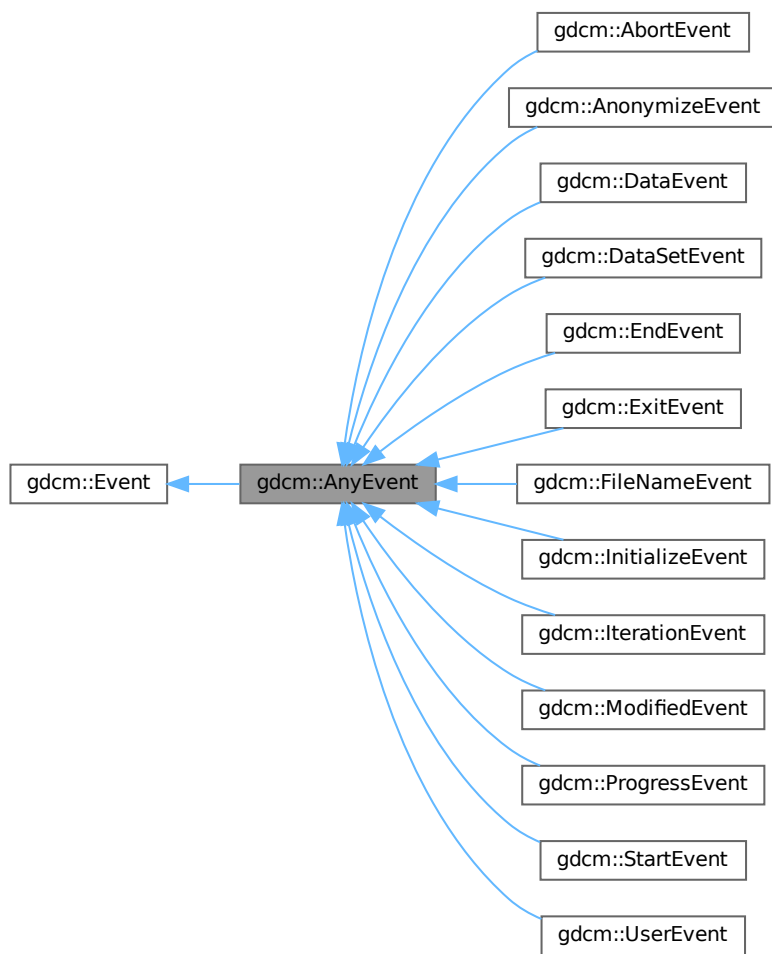 gdcm::AbortEvent
gdcm::AnonymizeEvent
gdcm::DataEvent
gdcm::DataSetEvent
gdcm::EndEvent
gdcm::ExitEvent
gdcm::Event
gdcm::AnyEvent
gdcm::FileNameEvent
gdcm::InitializeEvent
gdcm::IterationEvent
gdcm::ModifiedEvent
gdcm::ProgressEvent
gdcm::StartEvent
gdcm::UserEvent